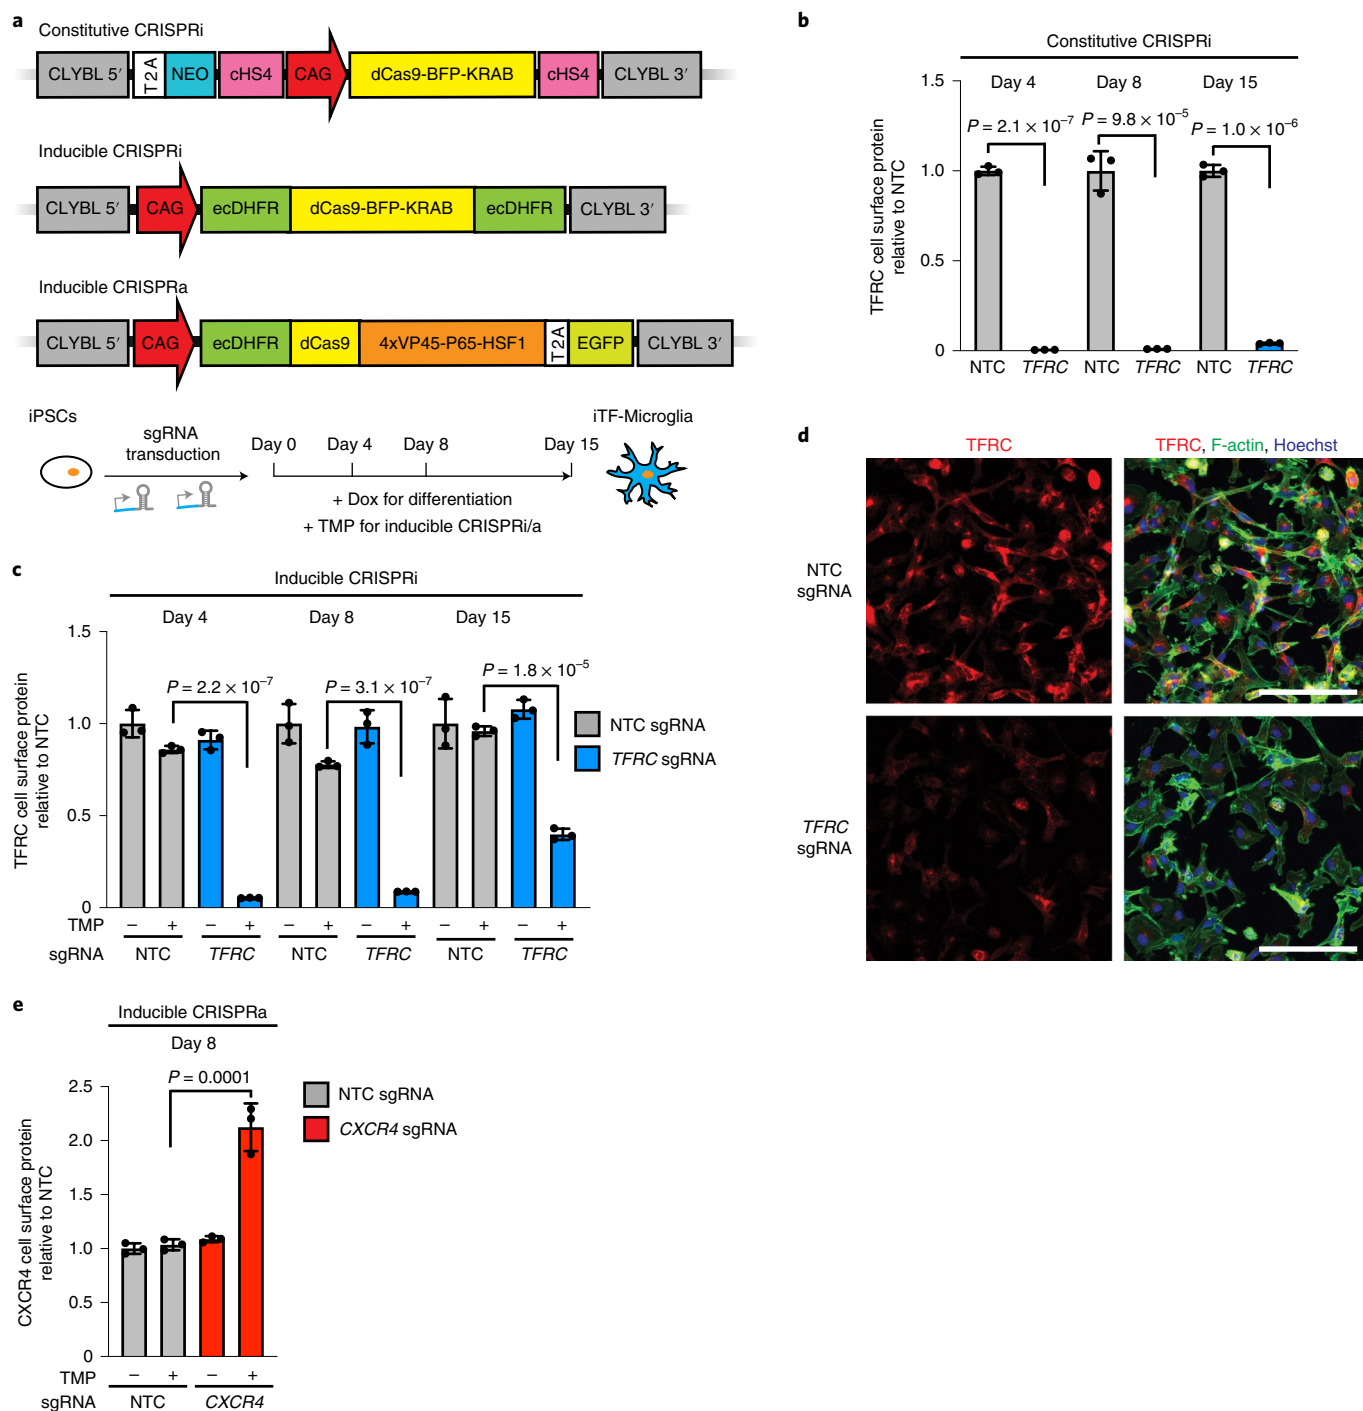 a
Constitutive CRISPRi
CLYBL 5′ T2A NEO cHS4 CAG dCas9-BFP-KRAB cHS4 CLYBL 3′
Inducible CRISPRi
CLYBL 5′ CAG ecDHFR dCas9-BFP-KRAB ecDHFR CLYBL 3′
Inducible CRISPRa
CLYBL 5′ CAG ecDHFR dCas9 4xVP45-P65-HSF1 T2A EGFP CLYBL 3′
iPSCs
sgRNA
transduction
Day 0 Day 4 Day 8 Day 15
iTF-Microglia
+ Dox for differentiation
+ TMP for inducible CRISPRi/a
b
Constitutive CRISPRi
Day 4 Day 8 Day 15
P = 2.1 × 10⁻⁷ P = 9.8 × 10⁻⁵ P = 1.0 × 10⁻⁶
TFRC cell surface protein
relative to NTC
1.5
1.0
0.5
0
NTC TFRC NTC TFRC NTC TFRC
c
Inducible CRISPRi
Day 4 Day 8 Day 15
P = 2.2 × 10⁻⁷ P = 3.1 × 10⁻⁷ P = 1.8 × 10⁻⁵
TFRC cell surface protein
relative to NTC
1.5
1.0
0.5
0
NTC sgRNA
TFRC sgRNA
TMP − + − + − + − + − + − +
sgRNA NTC TFRC NTC TFRC NTC TFRC
d
TFRC
TFRC, F-actin, Hoechst
NTC
sgRNA
TFRC
sgRNA
e
Inducible CRISPRa
Day 8
P = 0.0001
CXCR4 cell surface protein
relative to NTC
2.5
2.0
1.5
1.0
0.5
0
NTC sgRNA
CXCR4 sgRNA
TMP − + − +
sgRNA NTC CXCR4